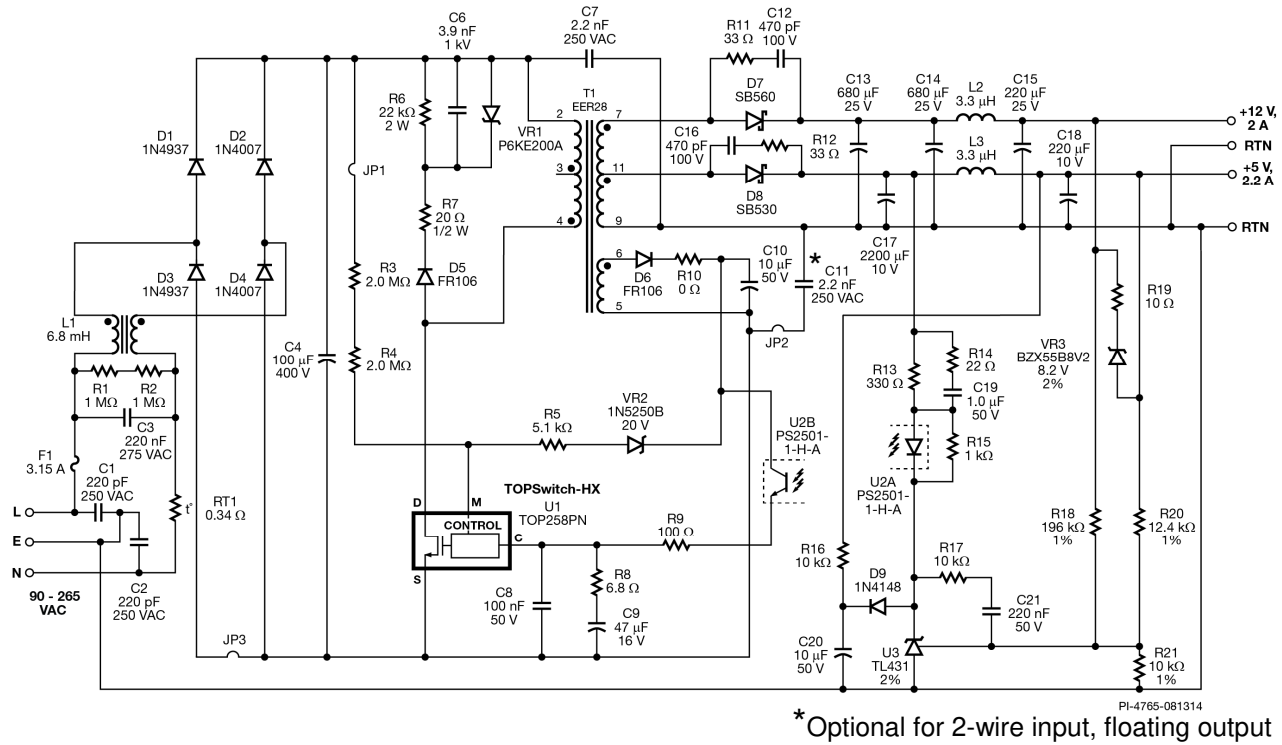 C6
3.9 nF
1 kV
C7
2.2 nF
250 VAC
R11
33 Ω
C12
470 pF
100 V
D7
SB560
C13
680 μF
25 V
C14
680 μF
25 V
L2
3.3 μH
C15
220 μF
25 V
+12 V,
2 A
RTN
+5 V,
2.2 A
RTN
D1
1N4937
D2
1N4007
R6
22 kΩ
2 W
VR1
P6KE200A
T1
EER28
2
3
4
7
11
9
6
5
C16
470 pF
100 V
R12
33 Ω
D8
SB530
L3
3.3 μH
C18
220 μF
10 V
JP1
R7
20 Ω
1/2 W
C17
2200 μF
10 V
D3
1N4937
D4
1N4007
R3
2.0 MΩ
D5
FR106
D6
FR106
R10
0 Ω
C10
10 μF
50 V
*
C11
2.2 nF
250 VAC
JP2
R19
10 Ω
L1
6.8 mH
C4
100 μF
400 V
R4
2.0 MΩ
R13
330 Ω
R14
22 Ω
VR3
BZX55B8V2
8.2 V
2%
R1
1 MΩ
R2
1 MΩ
C3
220 nF
275 VAC
C19
1.0 μF
50 V
R5
5.1 kΩ
VR2
1N5250B
20 V
U2B
PS2501-
1-H-A
R15
1 kΩ
F1
3.15 A
C1
220 pF
250 VAC
U2A
PS2501-
1-H-A
TOPSwitch-HX
U1
TOP258PN
D
M
CONTROL
C
S
t°
RT1
0.34 Ω
L
E
N
90 - 265
VAC
C2
220 pF
250 VAC
R9
100 Ω
R18
196 kΩ
1%
R20
12.4 kΩ
1%
R16
10 kΩ
R17
10 kΩ
D9
1N4148
R8
6.8 Ω
C8
100 nF
50 V
C9
47 μF
16 V
C21
220 nF
50 V
JP3
C20
10 μF
50 V
U3
TL431
2%
R21
10 kΩ
1%
PI-4765-081314
*Optional for 2-wire input, floating output